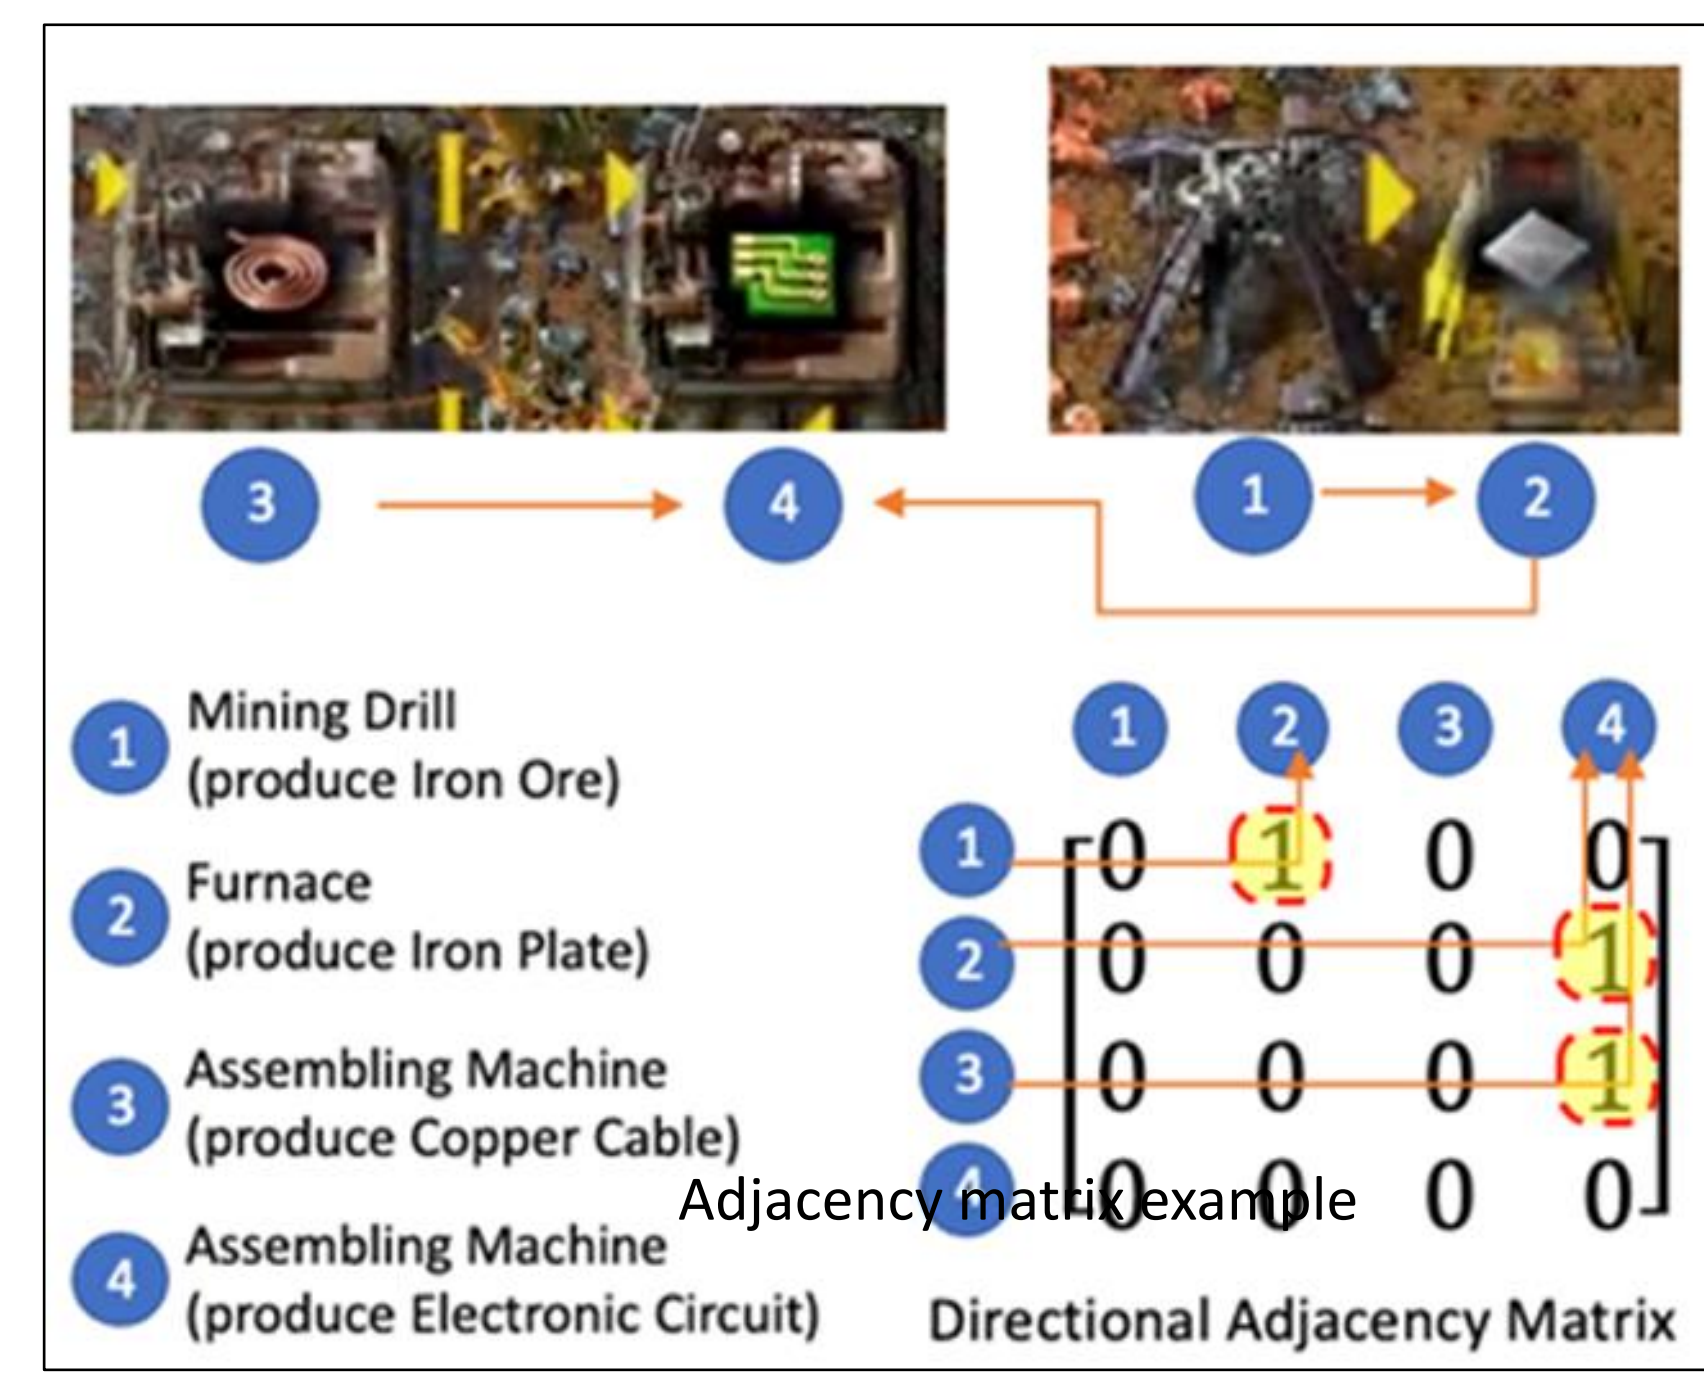 3 4 1 2
1 Mining Drill
(produce Iron Ore)
2 Furnace
(produce Iron Plate)
3 Assembling Machine
(produce Copper Cable)
4 Assembling Machine
(produce Electronic Circuit)
1 2 3 4
1 0 1 0 0
2 0 0 0 1
3 0 0 0 1
4 0 0 0 0
Adjacency matrix example
Directional Adjacency Matrix